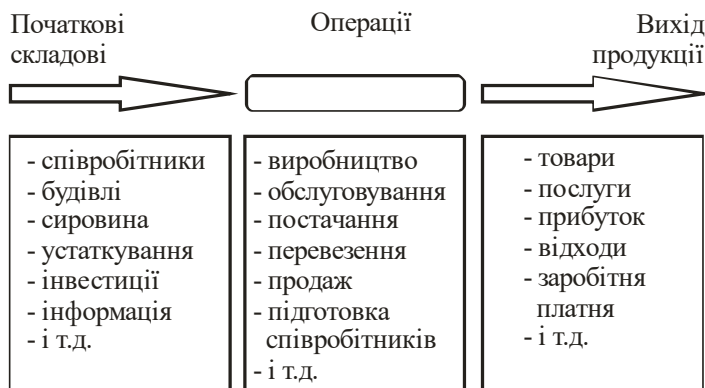 Початкові
складові
Операції
Вихід
продукції
- співробітники
- будівлі
- сировина
- устаткування
- інвестиції
- інформація
- і т.д.
- виробництво
- обслуговування
- постачання
- перевезення
- продаж
- підготовка
співробітників
- і т.д.
- товари
- послуги
- прибуток
- відходи
- заробітня
платня
- і т.д.